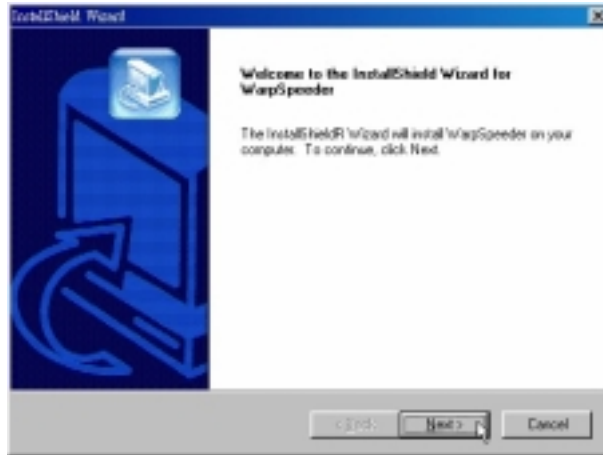 InstallShield Wizard
Welcome to the InstallShield Wizard for
WarpSpeeder
The InstallShieldR Wizard will install WarpSpeeder on your
computer. To continue, click Next.
< Back
Next >
Cancel